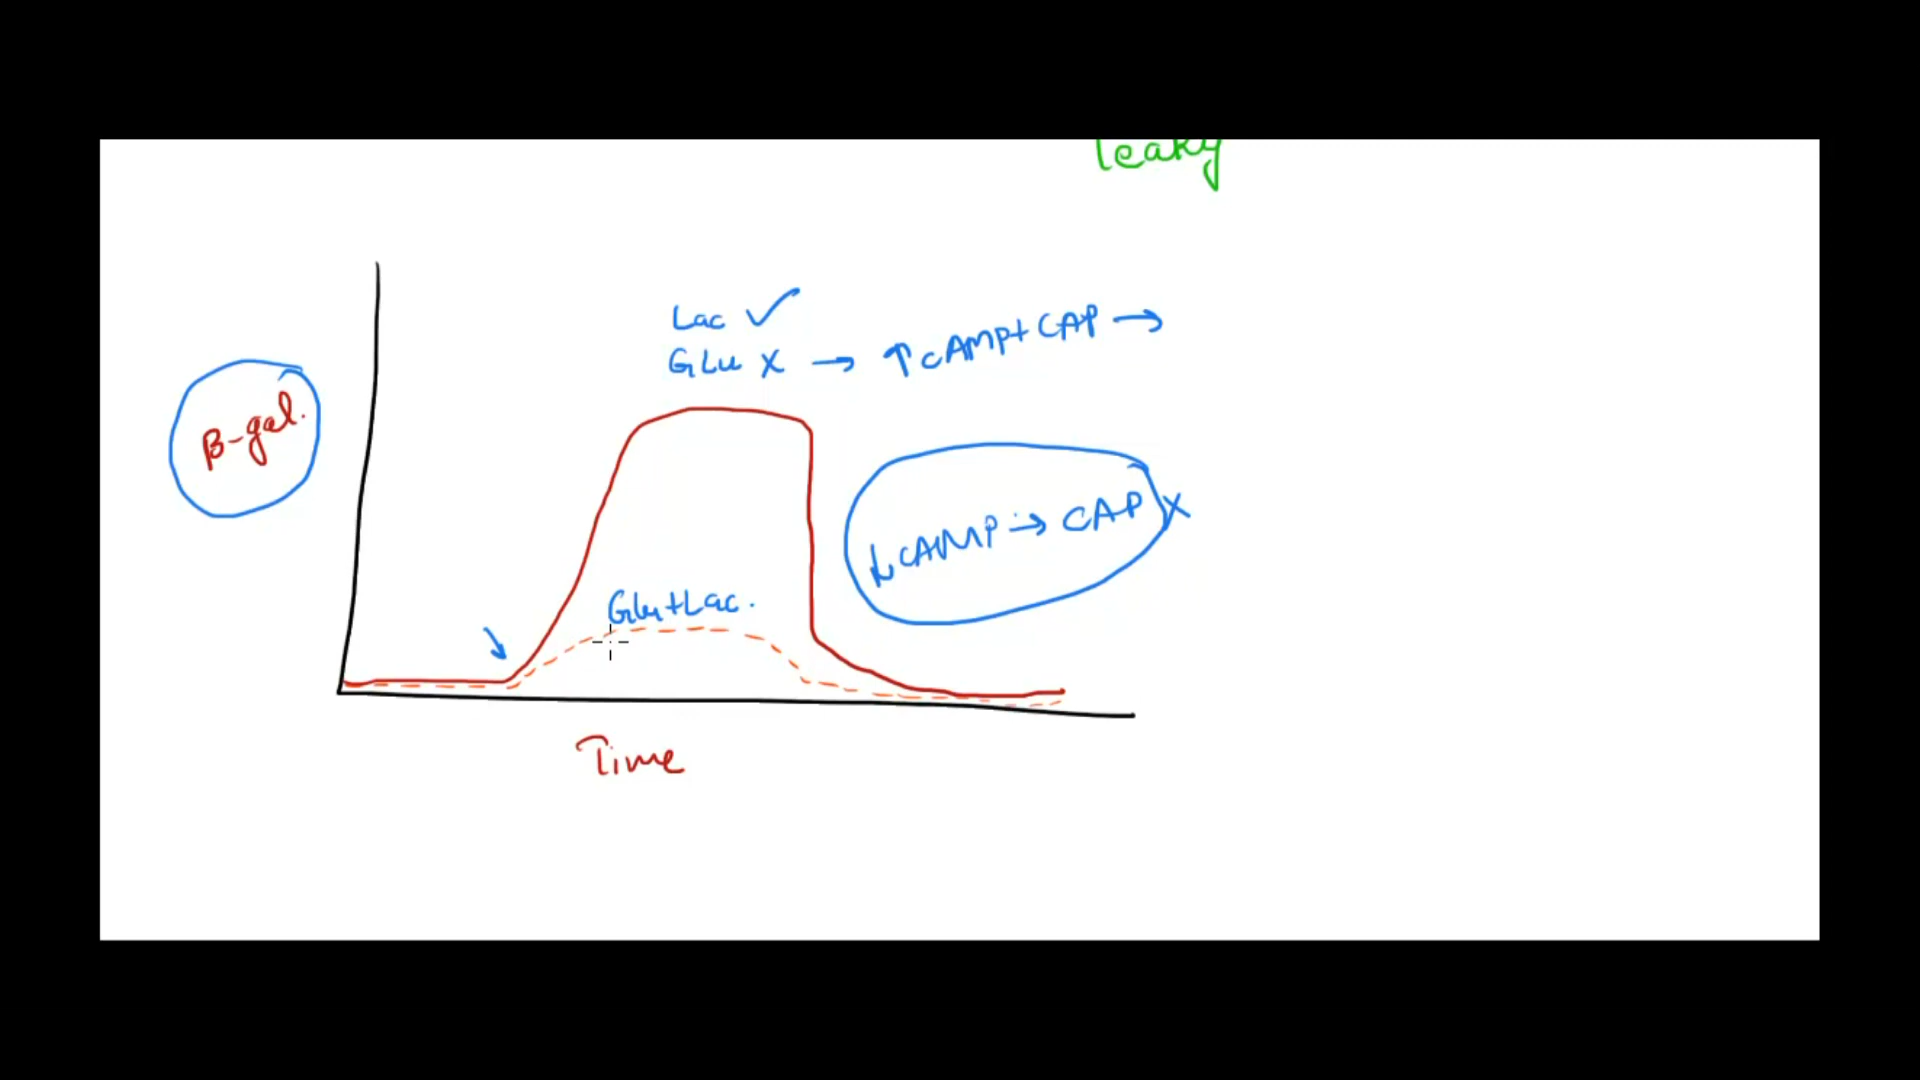 leaky
Lac ✓
Glu X → ↑ cAMP + CAP →
β-gal.
↓ cAMP → CAP X
Glu + Lac.
Time